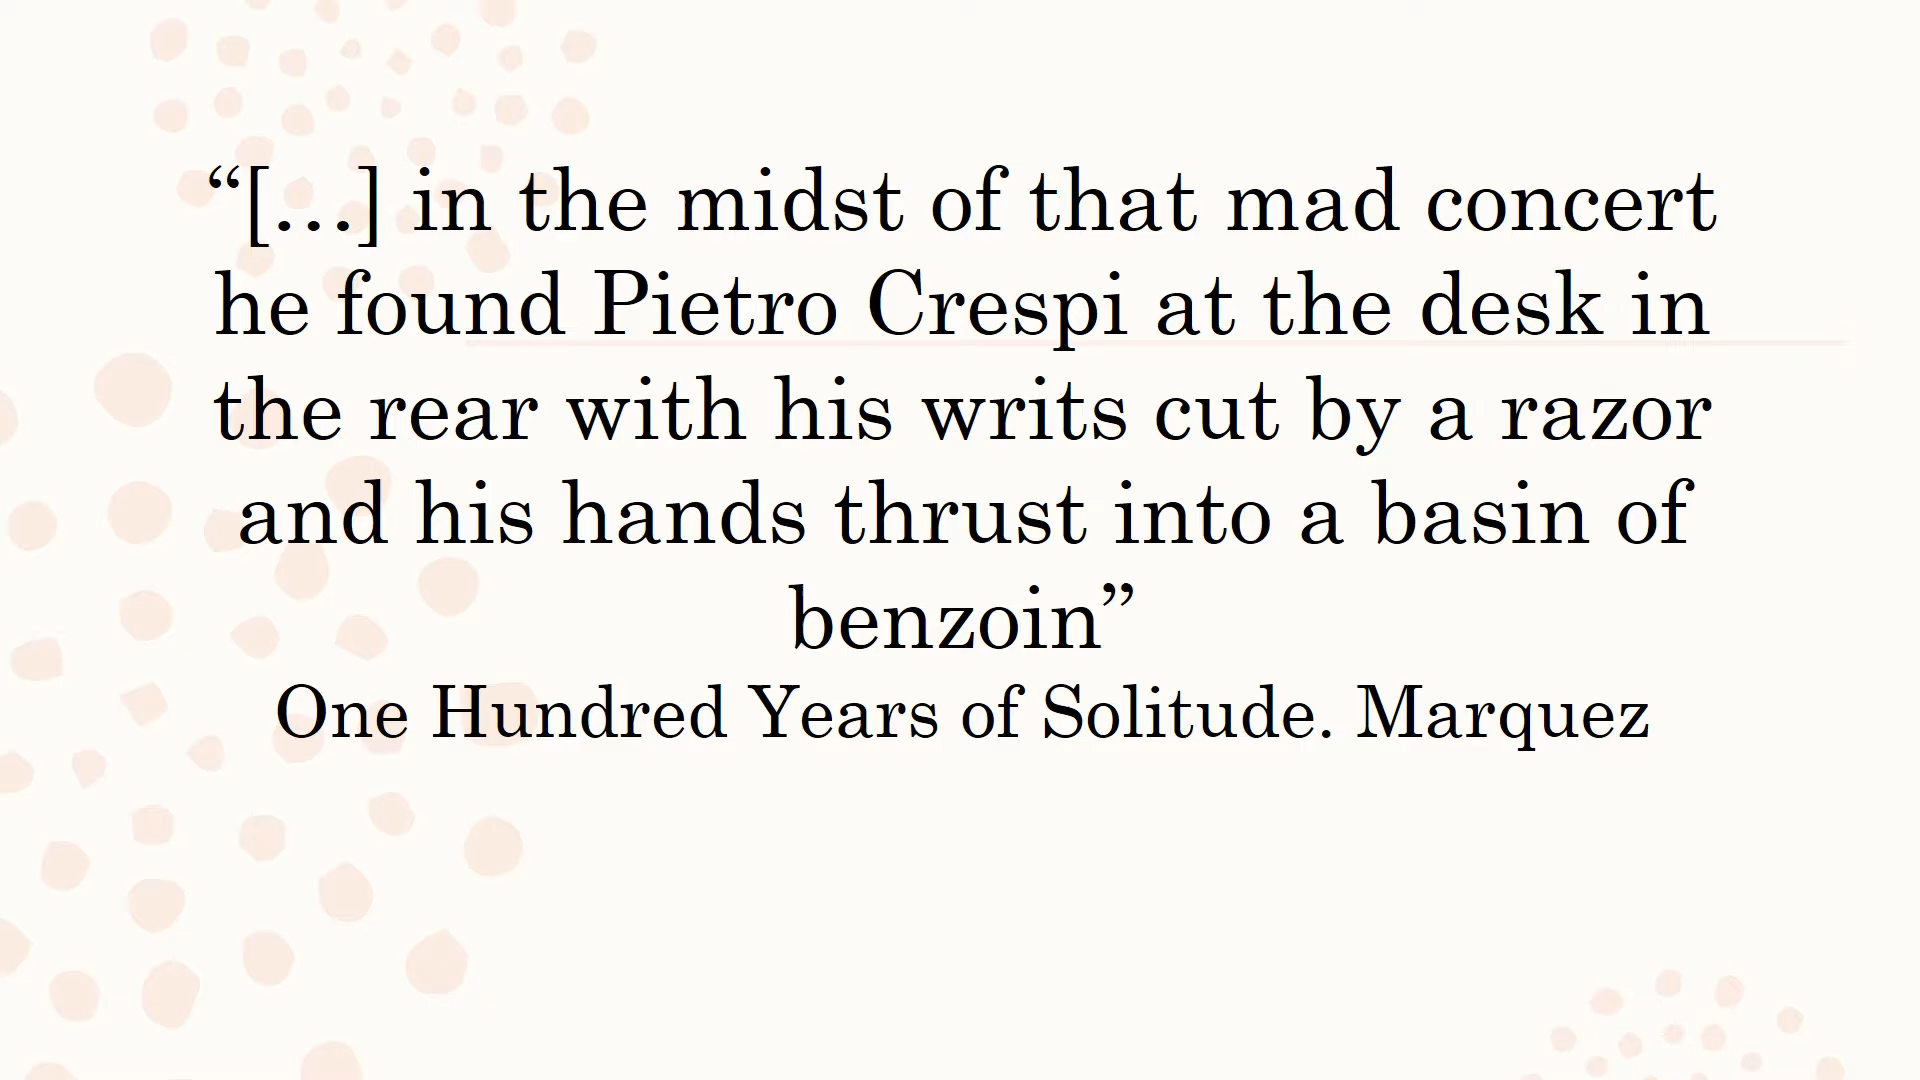 “[…] in the midst of that mad concert
he found Pietro Crespi at the desk in
the rear with his writs cut by a razor
and his hands thrust into a basin of
benzoin”
One Hundred Years of Solitude. Marquez